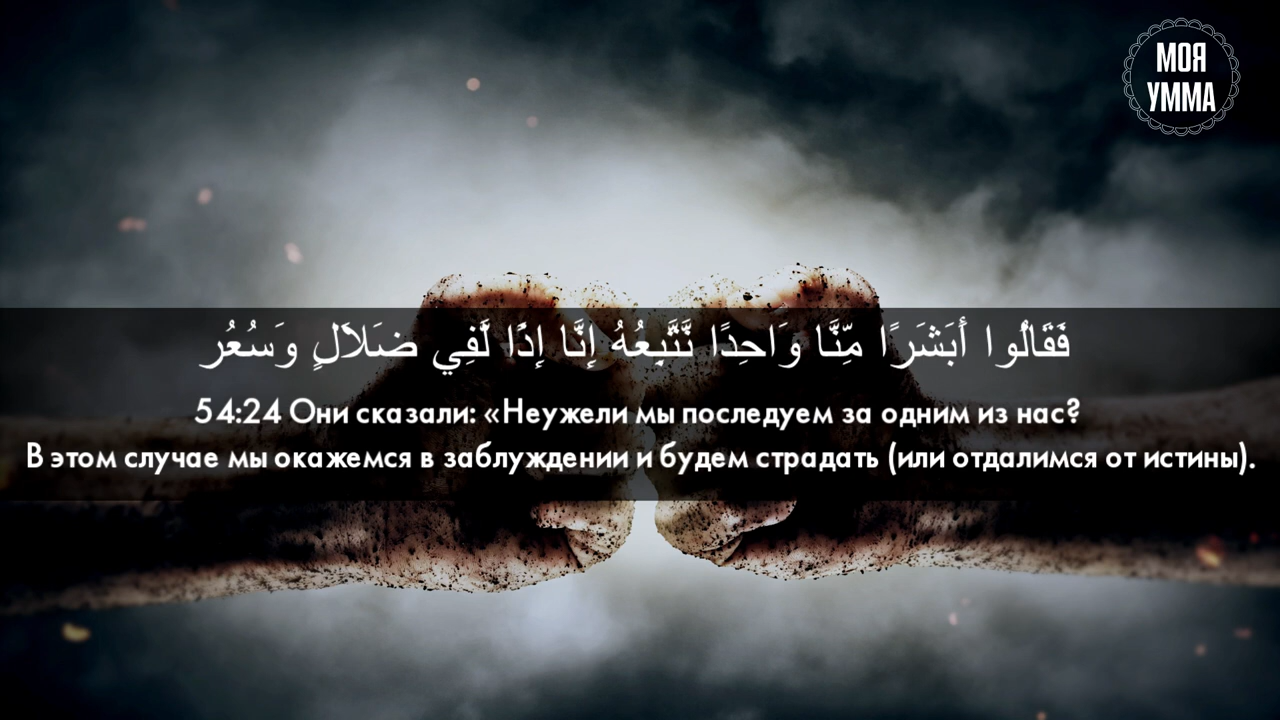 МОЯ
УММА
فَقَالُوا أَبَشَرًا مِّنَّا وَاحِدًا نَّتَّبِعُهُ إِنَّا إِذًا لَّفِي ضَلَالٍ وَسُعُرٍ
54:24 Они сказали: «Неужели мы последуем за одним из нас?
В этом случае мы окажемся в заблуждении и будем страдать (или отдалимся от истины).